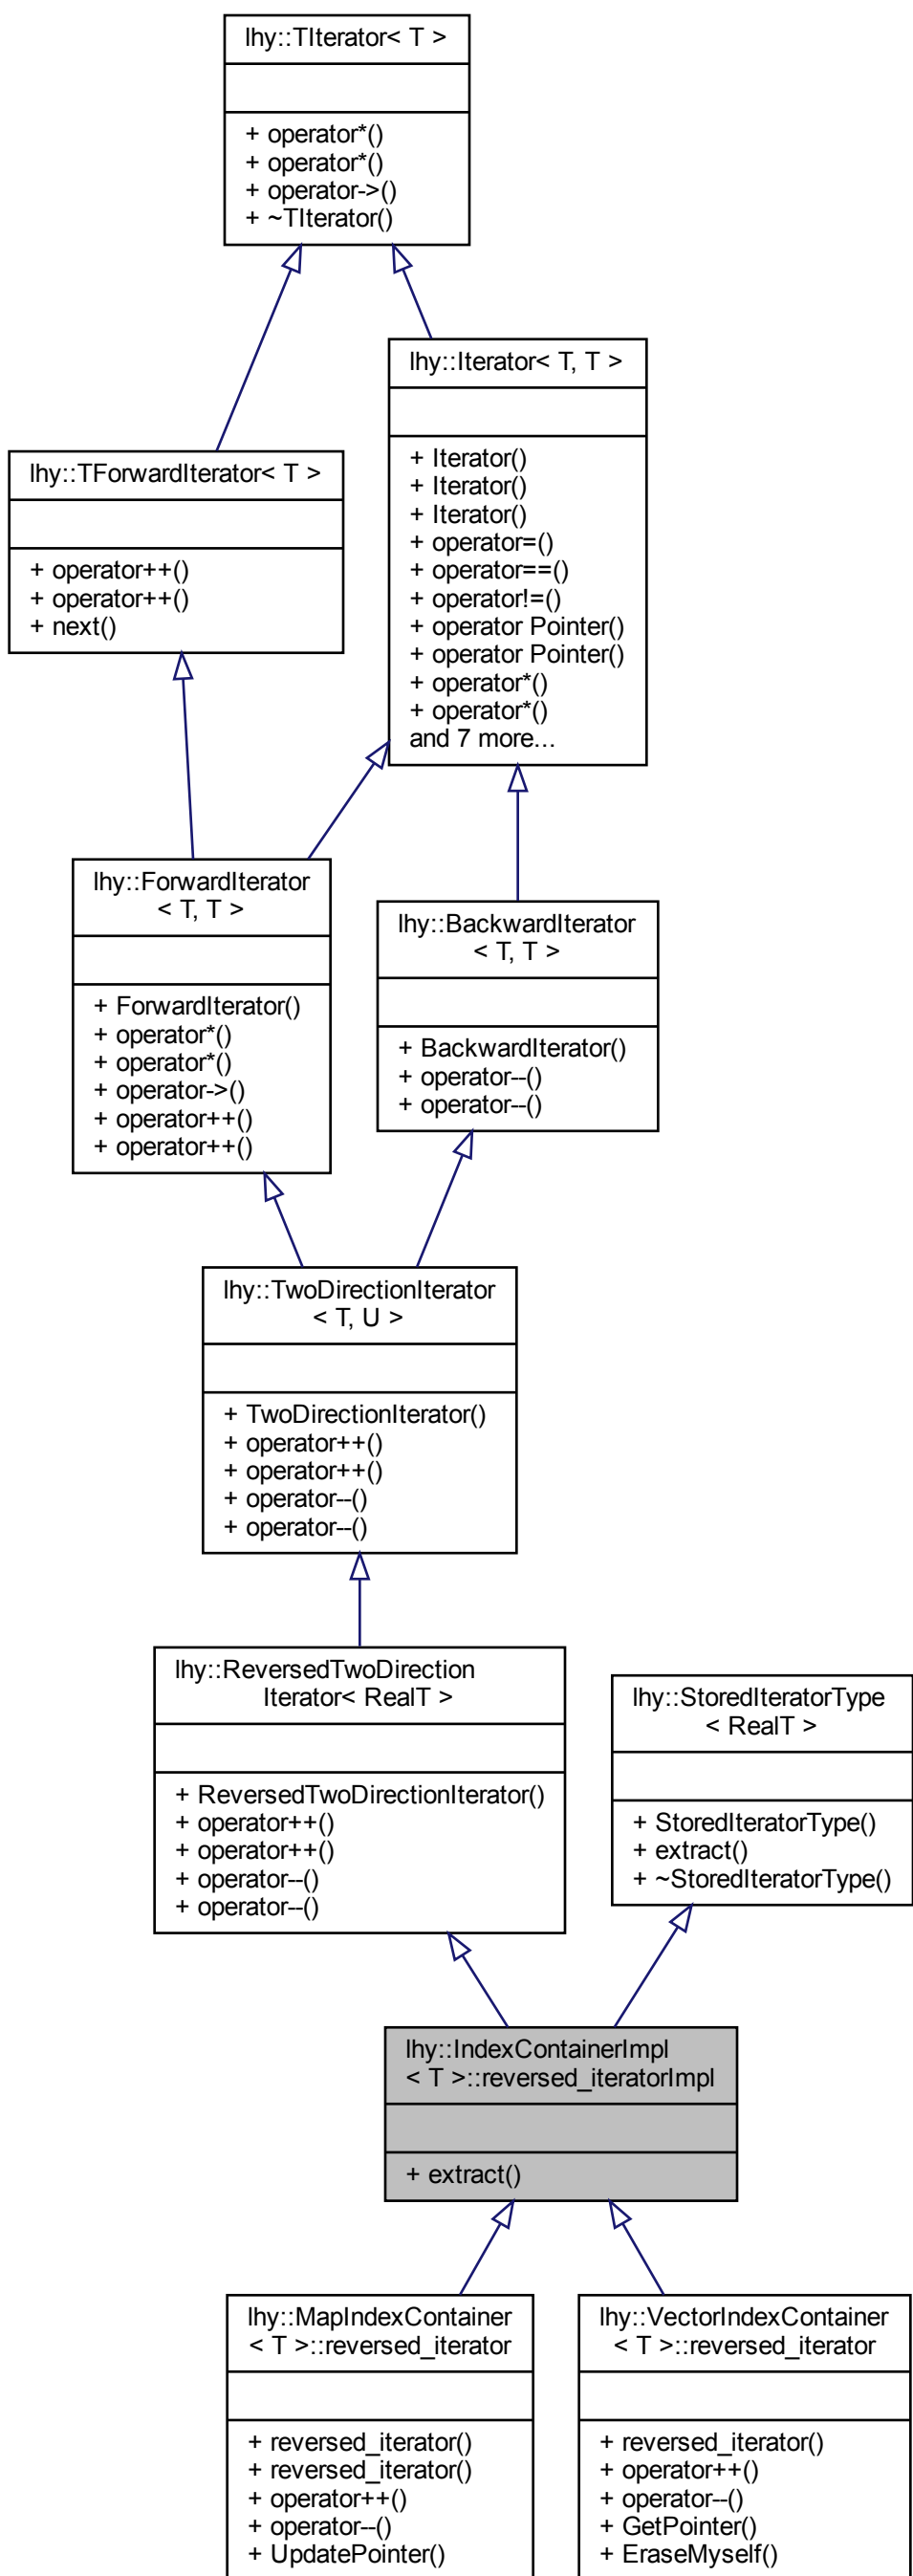 lhy::TIterator< T >
+ operator*()
+ operator*()
+ operator->()
+ ~TIterator()
lhy::Iterator< T, T >
+ Iterator()
+ Iterator()
+ Iterator()
+ operator=()
+ operator==()
+ operator!=()
+ operator Pointer()
+ operator Pointer()
+ operator*()
+ operator*()
and 7 more...
lhy::TForwardIterator< T >
+ operator++()
+ operator++()
+ next()
lhy::ForwardIterator
< T, T >
+ ForwardIterator()
+ operator*()
+ operator*()
+ operator->()
+ operator++()
+ operator++()
lhy::BackwardIterator
< T, T >
+ BackwardIterator()
+ operator--()
+ operator--()
lhy::TwoDirectionIterator
< T, U >
+ TwoDirectionIterator()
+ operator++()
+ operator++()
+ operator--()
+ operator--()
lhy::ReversedTwoDirection
Iterator< RealT >
+ ReversedTwoDirectionIterator()
+ operator++()
+ operator++()
+ operator--()
+ operator--()
lhy::StoredIteratorType
< RealT >
+ StoredIteratorType()
+ extract()
+ ~StoredIteratorType()
lhy::IndexContainerImpl
< T >::reversed_iteratorImpl
+ extract()
lhy::MapIndexContainer
< T >::reversed_iterator
+ reversed_iterator()
+ reversed_iterator()
+ operator++()
+ operator--()
+ UpdatePointer()
lhy::VectorIndexContainer
< T >::reversed_iterator
+ reversed_iterator()
+ operator++()
+ operator--()
+ GetPointer()
+ EraseMyself()